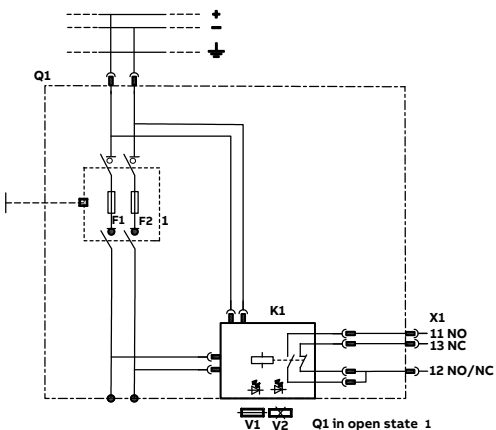 +
−
Q1
F1 F2 1
K1
X1
11 NO
13 NC
12 NO/NC
V1 V2 Q1 in open state 1